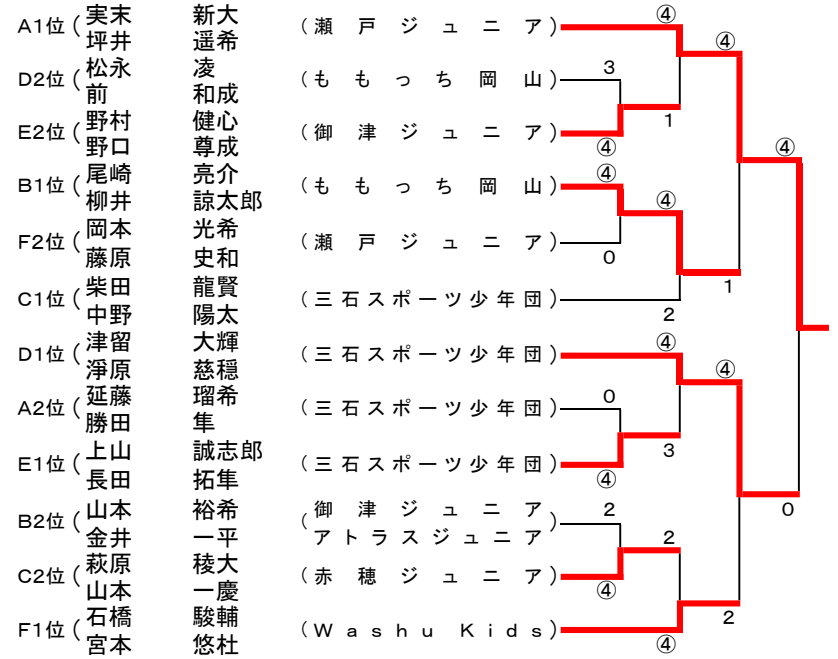 A1位 ( 実末 新大 (瀬戸ジュニア) ④
坪井 遥希 ④
D2位 ( 松永 凌 (ももっち岡山) 3
前 和成
E2位 ( 野村 健心 (御津ジュニア) 1
野口 尊成 ④ ④
B1位 ( 尾崎 亮介 (ももっち岡山) ④
柳井 諒太郎 ④
F2位 ( 岡本 光希 (瀬戸ジュニア)
藤原 史和 0
C1位 ( 柴田 龍賢 (三石スポーツ少年団) 1
中野 陽太 2
D1位 ( 津留 大輝 (三石スポーツ少年団) ④
淨原 慈穏 ④
A2位 ( 延藤 瑠希 (三石スポーツ少年団) 0
勝田 隼
E1位 ( 上山 誠志郎 (三石スポーツ少年団) 3
長田 拓隼 ④
B2位 ( 山本 裕希 (御津ジュニア 2 0
金井 一平 アトラスジュニア
C2位 ( 萩原 稜大 (赤穂ジュニア) 2
山本 一慶 ④
F1位 ( 石橋 駿輔 (Washu Kids) 2
宮本 悠杜 ④